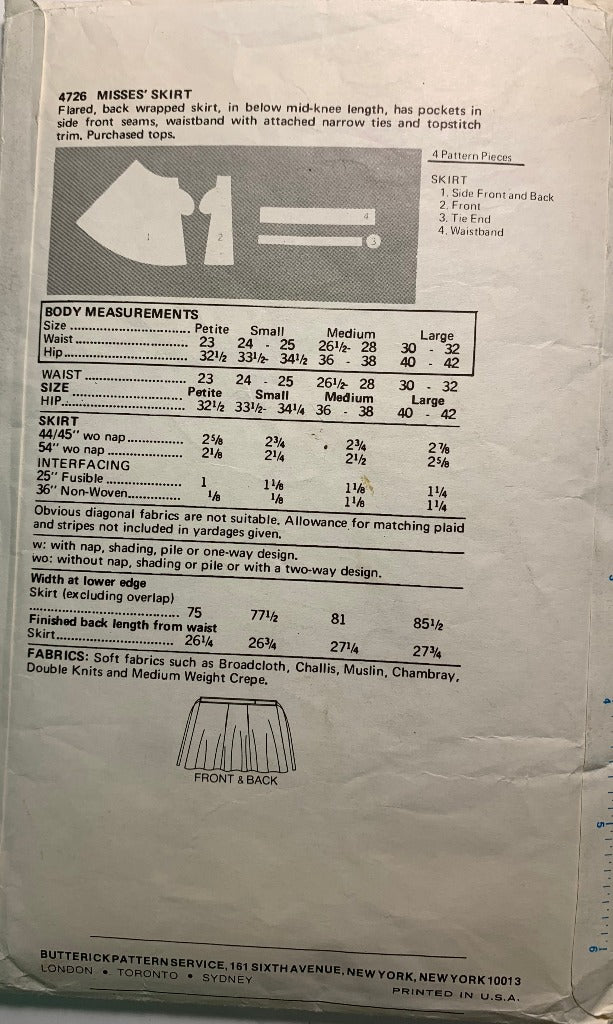 4726 MISSES' SKIRT
Flared, back wrapped skirt, in below mid-knee length, has pockets in
side front seams, waistband with attached narrow ties and topstitch
trim. Purchased tops.
4 Pattern Pieces
SKIRT
1. Side Front and Back
2. Front
3. Tie End
4. Waistband
1 2 4
3
BODY MEASUREMENTS
Size .............................. Petite Small Medium Large
Waist ............................ 23 24 - 25 26½- 28 30 - 32
Hip ............................... 32½ 33½- 34½ 36 - 38 40 - 42
WAIST ......................... 23 24 - 25 26½- 28 30 - 32
SIZE ............................ Petite Small Medium Large
HIP............................... 32½ 33½- 34¼ 36 - 38 40 - 42
SKIRT
44/45" wo nap .............. 2⅝ 2¾ 2¾ 2⅞
54" wo nap ................... 2⅛ 2¼ 2½ 2⅝
INTERFACING
25" Fusible .................... 1 1⅛ 1⅛ 1¼
36" Non-Woven............. ⅛ ⅛ 1⅛ 1¼
Obvious diagonal fabrics are not suitable. Allowance for matching plaid
and stripes not included in yardages given.
w: with nap, shading, pile or one-way design.
wo: without nap, shading or pile or with a two-way design.
Width at lower edge
Skirt (excluding overlap)
..................................... 75 77½ 81 85½
Finished back length from waist
Skirt............................. 26¼ 26¾ 27¼ 27¾
FABRICS: Soft fabrics such as Broadcloth, Challis, Muslin, Chambray,
Double Knits and Medium Weight Crepe.
FRONT & BACK
BUTTERICK PATTERN SERVICE, 161 SIXTH AVENUE, NEW YORK, NEW YORK 10013
LONDON • TORONTO • SYDNEY
PRINTED IN U.S.A.
4
5
6